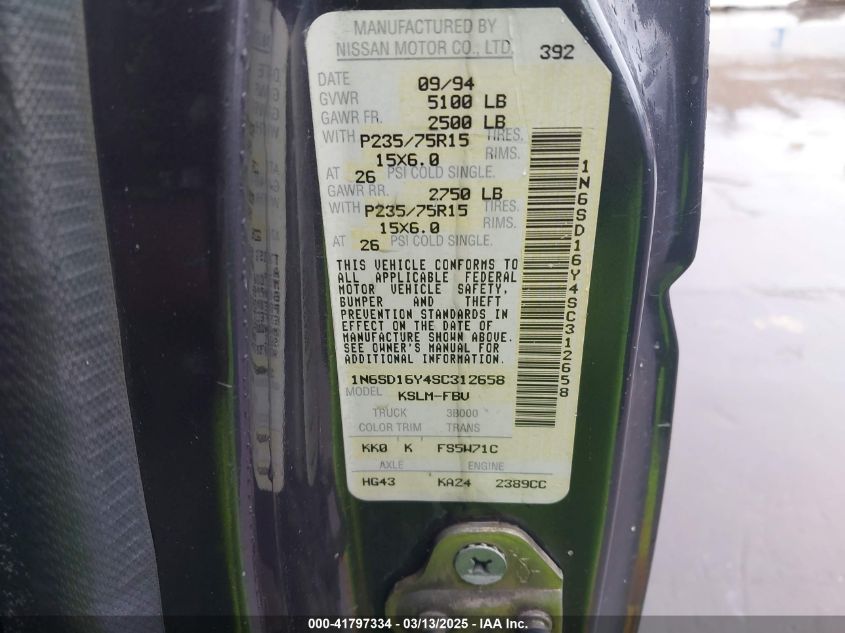 MANUFACTURED BY
NISSAN MOTOR CO., LTD. 392
DATE 09/94
GVWR 5100 LB
GAWR FR. 2500 LB
WITH P235/75R15 TIRES.
15X6.0 RIMS.
AT 26 PSI COLD SINGLE.
GAWR RR. 2750 LB
WITH P235/75R15 TIRES.
15X6.0 RIMS.
AT 26 PSI COLD SINGLE.
THIS VEHICLE CONFORMS TO
ALL APPLICABLE FEDERAL
MOTOR VEHICLE SAFETY,
BUMPER AND THEFT
PREVENTION STANDARDS IN
EFFECT ON THE DATE OF
MANUFACTURE SHOWN ABOVE.
SEE OWNER'S MANUAL FOR
ADDITIONAL INFORMATION.
1N6SD16Y4SC312658
MODEL KSLM-FBV
TRUCK 3B000
COLOR TRIM TRANS
KK0 K FS5W71C
AXLE ENGINE
HG43 KA24 2389CC
1N6SD16Y4SC312658
000-41797334 - 03/13/2025 - IAA Inc.